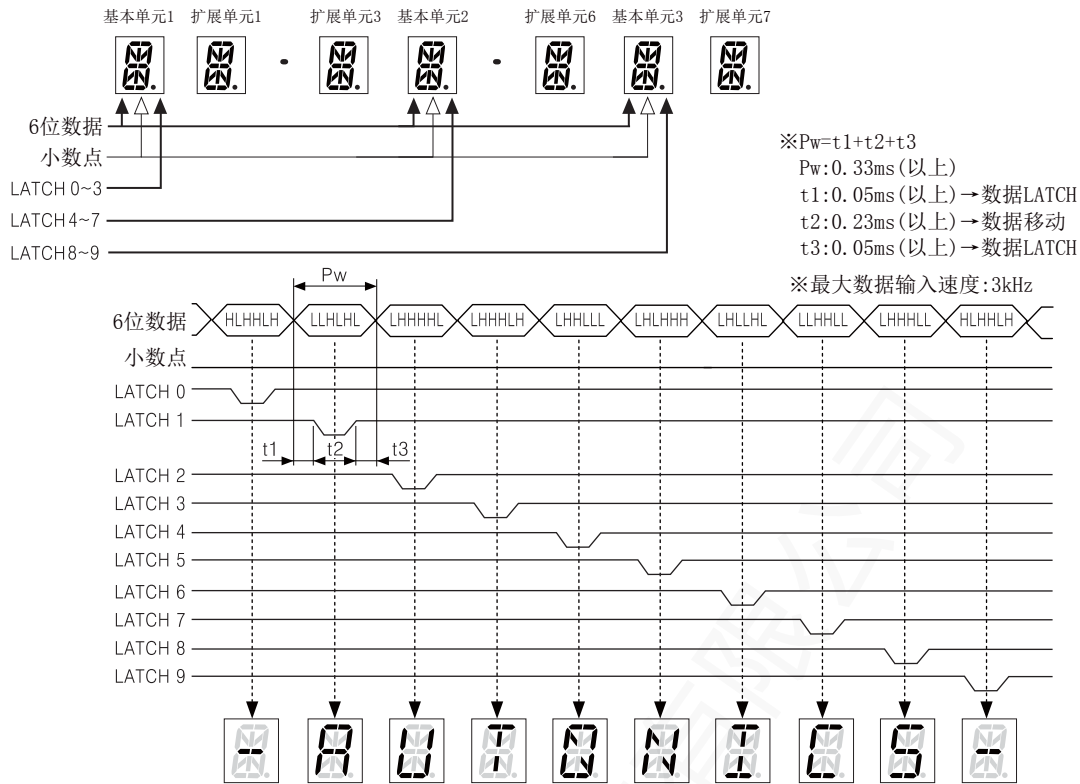 基本单元1 扩展单元1 扩展单元3 基本单元2 扩展单元6 基本单元3 扩展单元7
6位数据
小数点
LATCH 0~3
LATCH 4~7
LATCH8~9
※Pw=t1+t2+t3
Pw:0.33ms(以上)
t1:0.05ms(以上)→数据LATCH
t2:0.23ms(以上)→数据移动
t3:0.05ms(以上)→数据LATCH
※最大数据输入速度:3kHz
Pw
6位数据 HLHHLH LLHLHL LHHHHL LHHHLH LHHLLL LHLHHH LHLLHL LLHHLL LHHHLL HLHHLH
小数点
LATCH 0
LATCH 1
t1 t2 t3
LATCH 2
LATCH 3
LATCH 4
LATCH 5
LATCH 6
LATCH 7
LATCH 8
LATCH 9
- A U T O N I C S -
有限公司